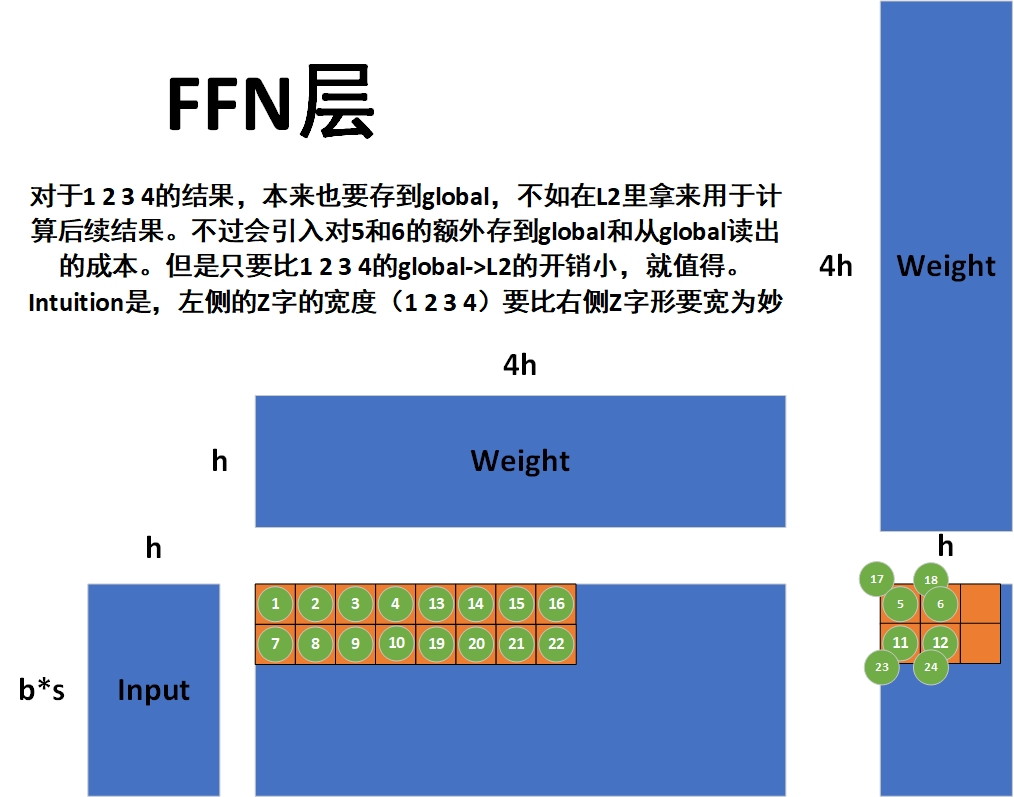 FFN层
对于1 2 3 4的结果，本来也要存到global，不如在L2里拿来用于计
算后续结果。不过会引入对5和6的额外存到global和从global读出
的成本。但是只要比1 2 3 4的global->L2的开销小，就值得。
Intuition是，左侧的Z字的宽度（1 2 3 4）要比右侧Z字形要宽为妙
4h
Weight
4h
h
Weight
h
h
17 18
1 2 3 4 13 14 15 16
5 6
7 8 9 10 19 20 21 22
11 12
23 24
b*s
Input